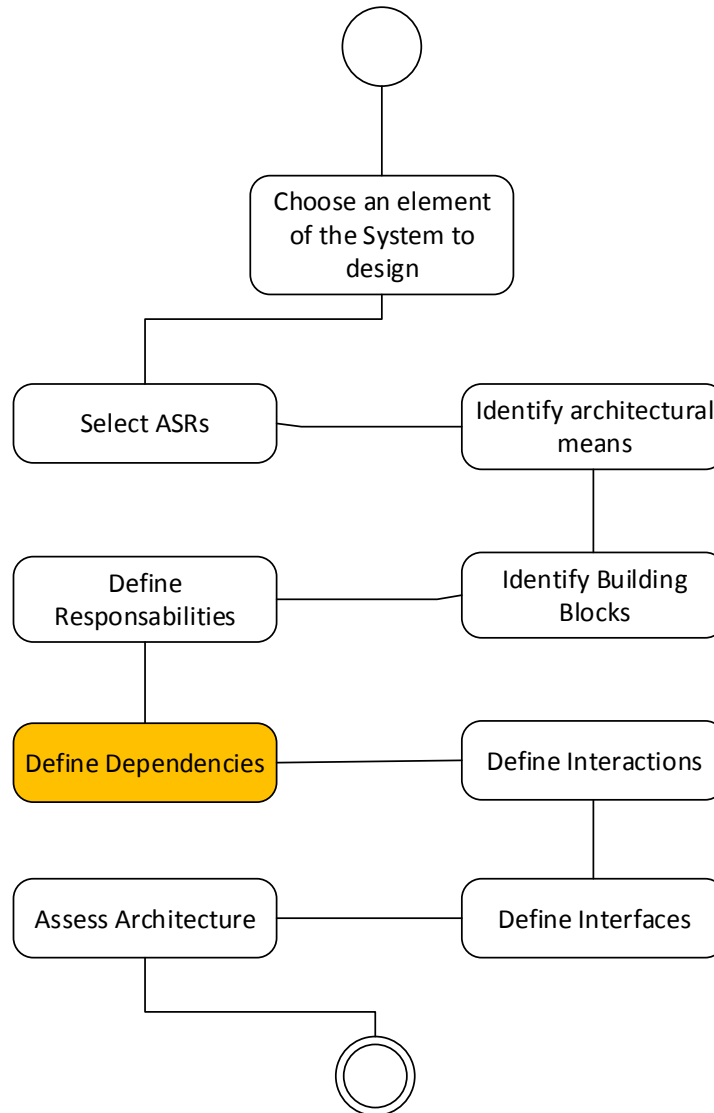 Choose an element
of the System to
design
Select ASRs
Identify architectural
means
Define
Responsabilities
Identify Building
Blocks
Define Dependencies
Define Interactions
Assess Architecture
Define Interfaces